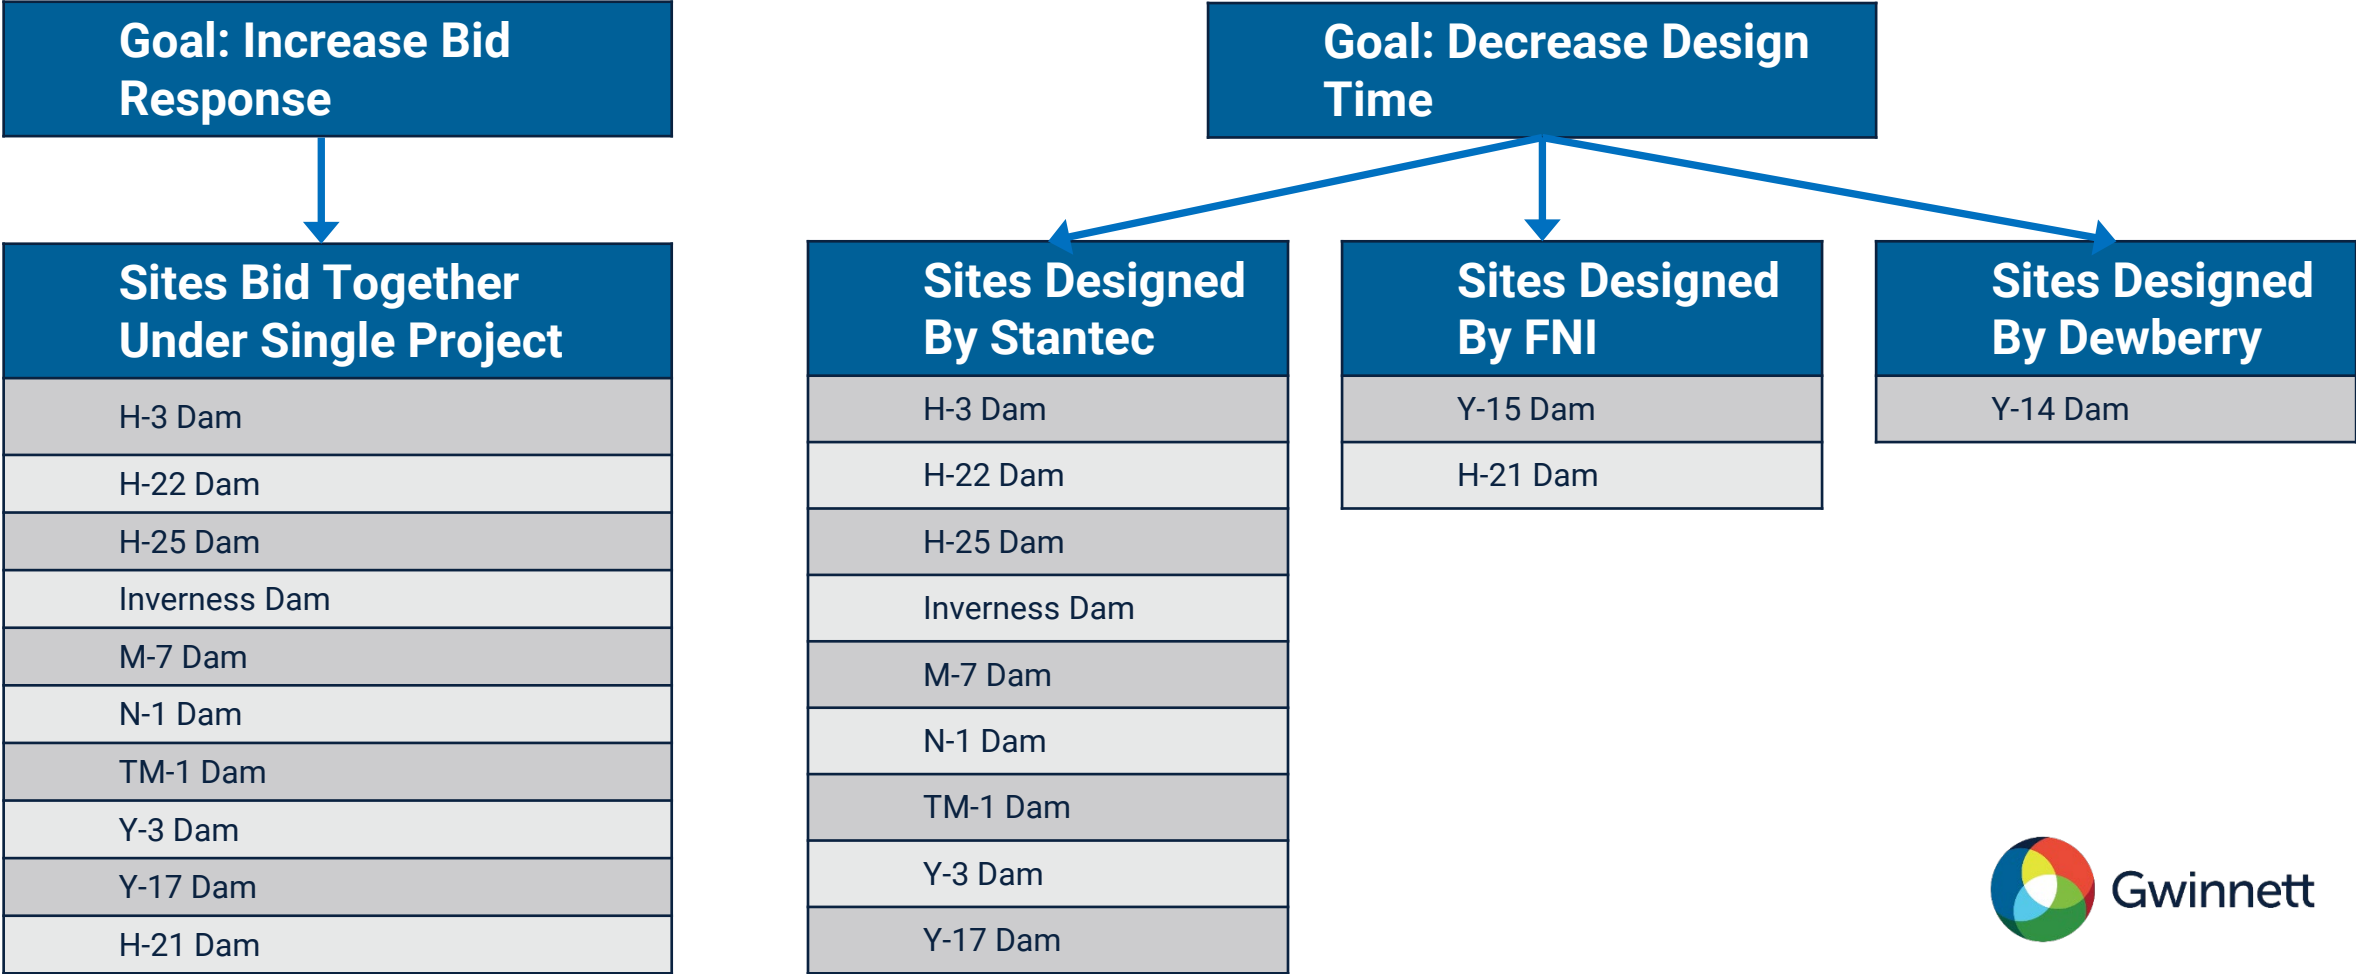 Goal: Increase Bid
Response
Sites Bid Together
Under Single Project
H-3 Dam
H-22 Dam
H-25 Dam
Inverness Dam
M-7 Dam
N-1 Dam
TM-1 Dam
Y-3 Dam
Y-17 Dam
H-21 Dam
Goal: Decrease Design
Time
Sites Designed
By Stantec
H-3 Dam
H-22 Dam
H-25 Dam
Inverness Dam
M-7 Dam
N-1 Dam
TM-1 Dam
Y-3 Dam
Y-17 Dam
Sites Designed
By FNI
Y-15 Dam
H-21 Dam
Sites Designed
By Dewberry
Y-14 Dam
Gwinnett